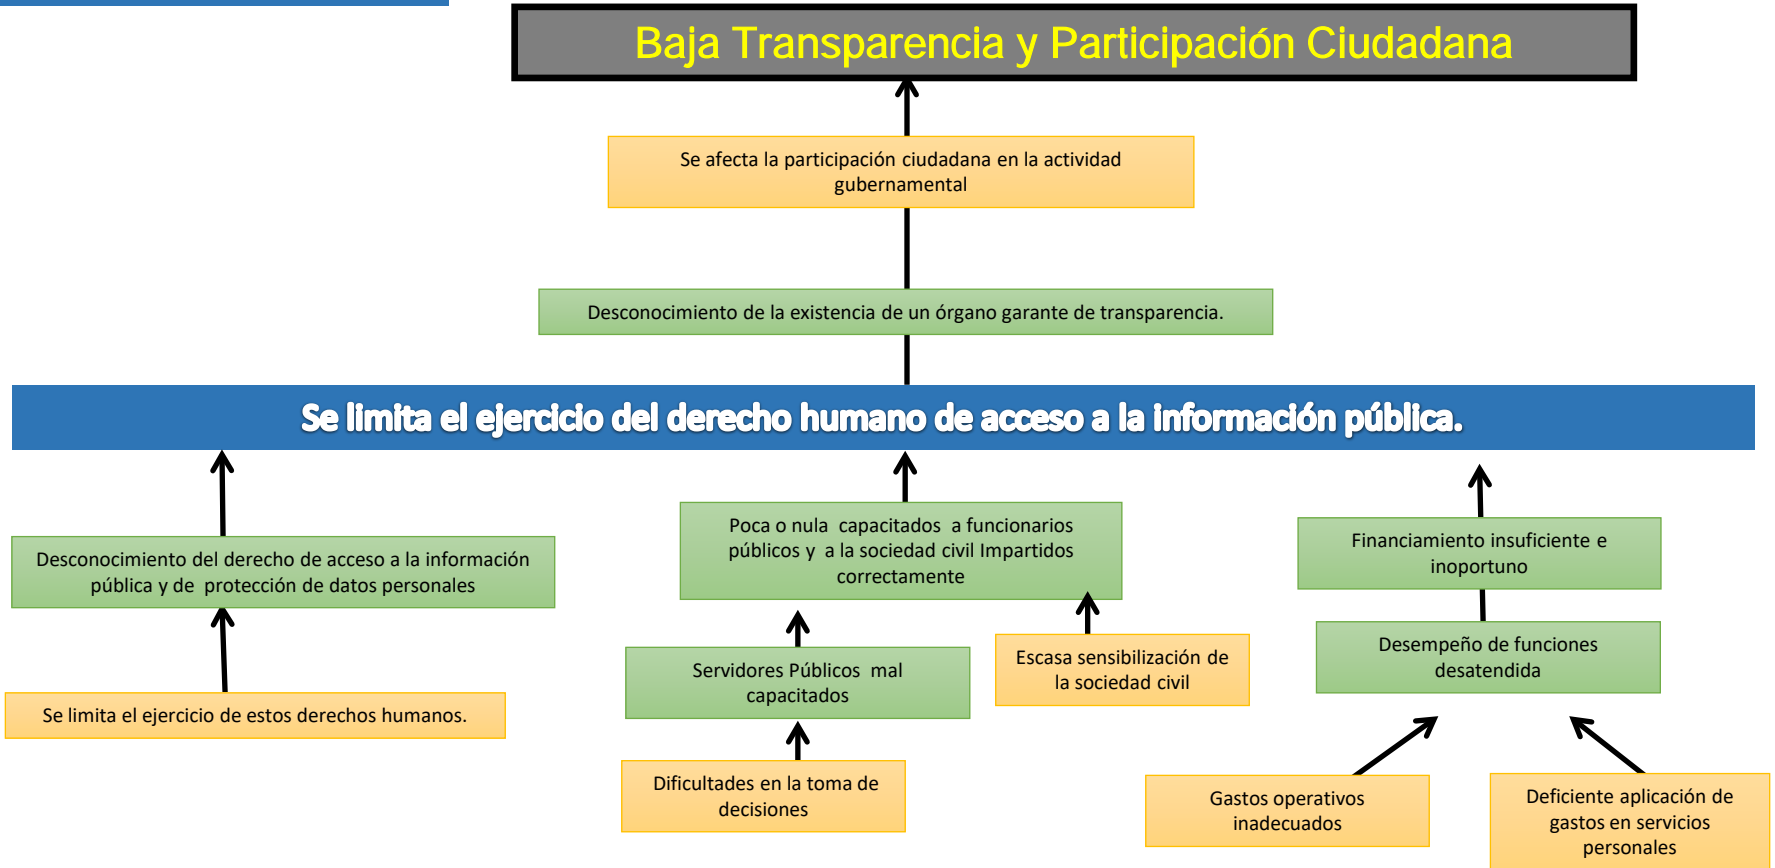 Baja Transparencia y Participación Ciudadana
Se afecta la participación ciudadana en la actividad
gubernamental
Desconocimiento de la existencia de un órgano garante de transparencia.
Se limita el ejercicio del derecho humano de acceso a la información pública.
Desconocimiento del derecho de acceso a la información
pública y de protección de datos personales
Se limita el ejercicio de estos derechos humanos.
Poca o nula capacitados a funcionarios
públicos y a la sociedad civil Impartidos
correctamente
Servidores Públicos mal
capacitados
Escasa sensibilización de
la sociedad civil
Dificultades en la toma de
decisiones
Financiamiento insuficiente e
inoportuno
Desempeño de funciones
desatendida
Gastos operativos
inadecuados
Deficiente aplicación de
gastos en servicios
personales